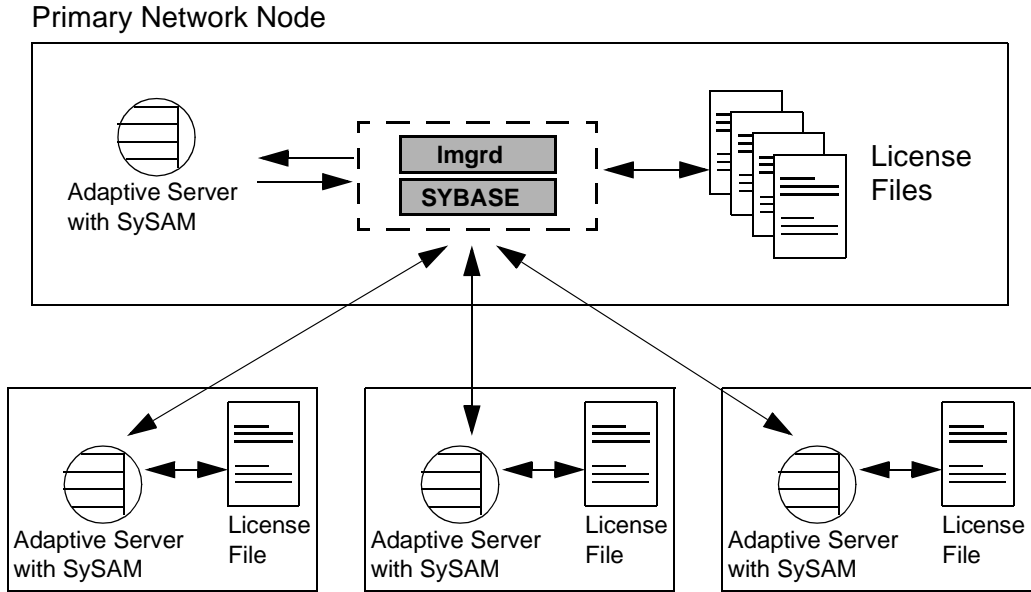 Primary Network Node
lmgrd
SYBASE
Adaptive Server
with SySAM
License
Files
Adaptive Server
with SySAM
License
File
Adaptive Server
with SySAM
License
File
Adaptive Server
with SySAM
License
File